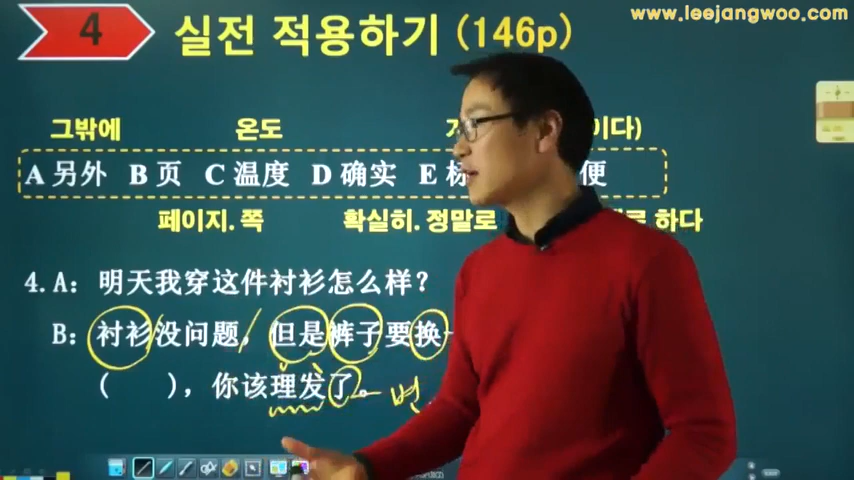 www.leejangwoo.com
4 실전 적용하기 (146p)
그밖에 온도 이다)
A 另外 B 页 C 温度 D 确实 E 标 便
페이지. 쪽 확실히. 정말로 로 하다
4. A: 明天我穿这件衬衫怎么样?
B: 衬衫没问题, 但是裤子要换
( ), 你该理发了。